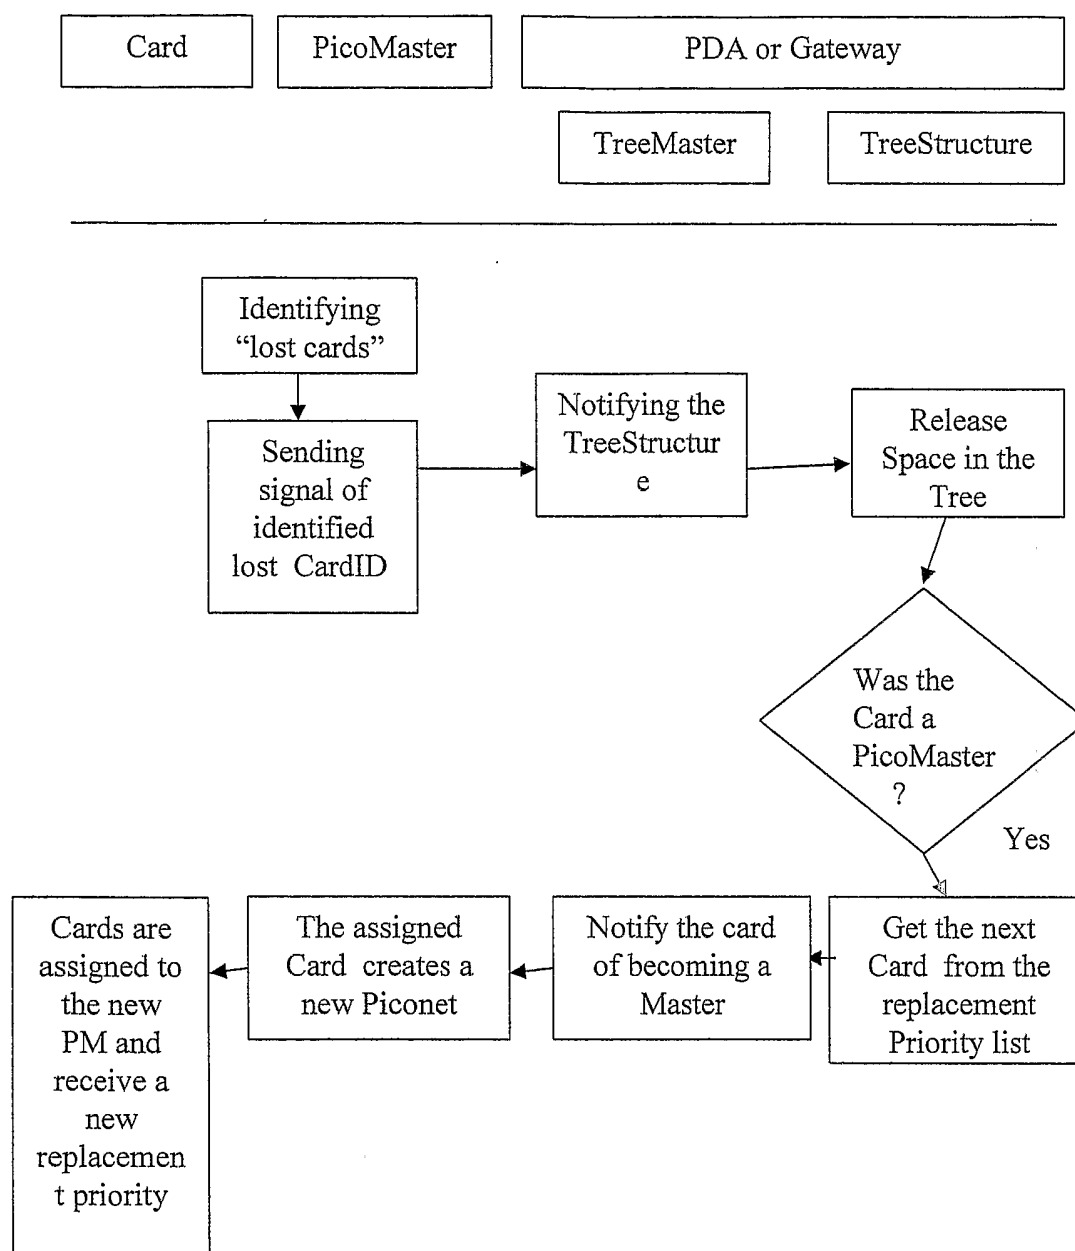 Card
PicoMaster
PDA or Gateway
TreeMaster
TreeStructure
Identifying
“lost cards”
Sending
signal of
identified
lost CardID
Notifying the
TreeStructur
e
Release
Space in the
Tree
Was the
Card a
PicoMaster
?
Yes
Get the next
Card from the
replacement
Priority list
Notify the card
of becoming a
Master
The assigned
Card creates a
new Piconet
Cards are
assigned to
the new
PM and
receive a
new
replacemen
t priority